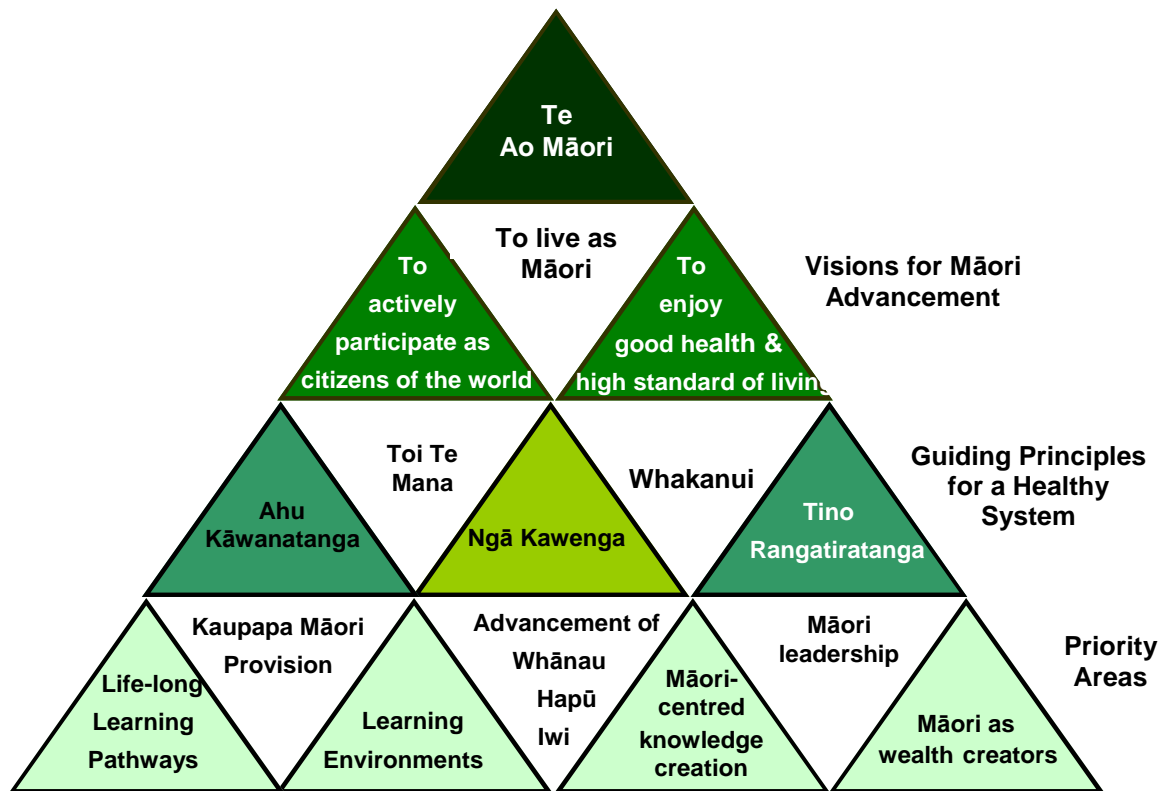 Te
Ao Māori
To live as
Māori
To
actively
participate as
citizens of the world
To
enjoy
good health &
high standard of living
Visions for Māori
Advancement
Toi Te
Mana
Whakanui
Ahu
Kāwanatanga
Ngā Kawenga
Tino
Rangatiratanga
Guiding Principles
for a Healthy
System
Kaupapa Māori
Provision
Advancement of
Whānau
Hapū
Iwi
Māori
leadership
Life-long
Learning
Pathways
Learning
Environments
Māori-
centred
knowledge
creation
Māori as
wealth creators
Priority
Areas